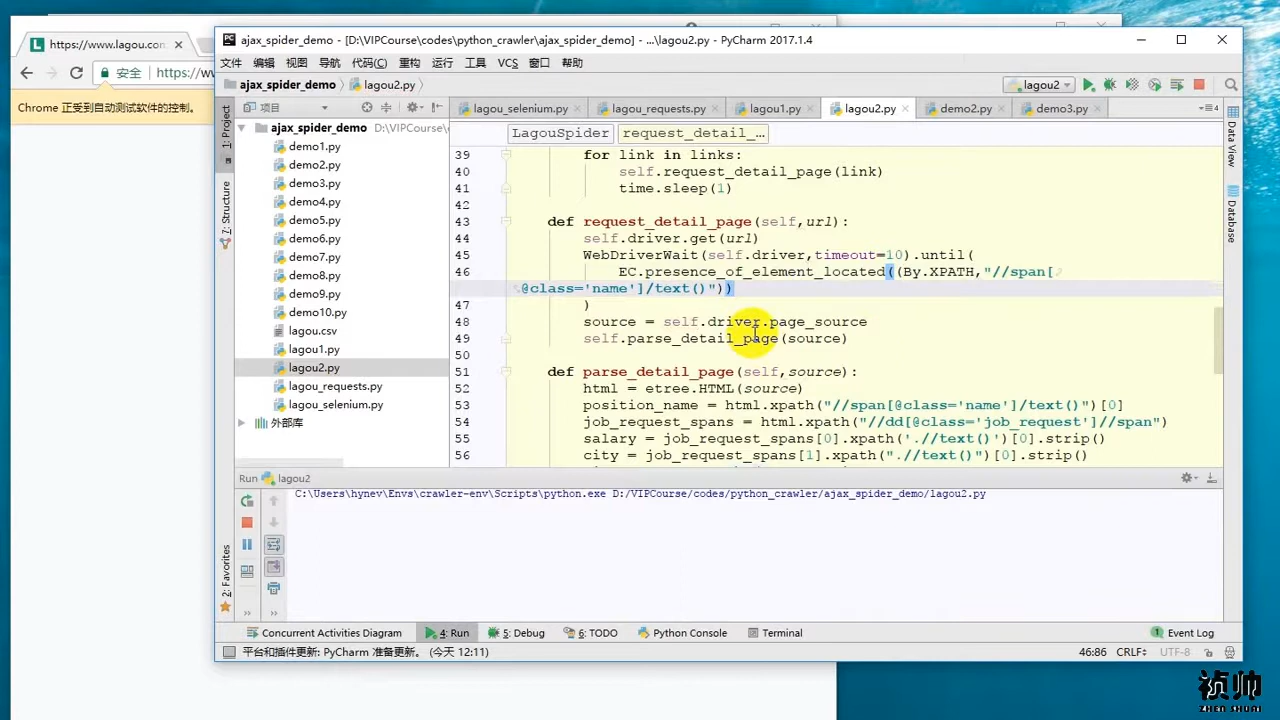 https://www.lagou.com
安全
https://ww
Chrome 正受到自动测试软件的控制。
ajax_spider_demo - [D:\VIPCourse\codes\python_crawler\ajax_spider_demo] - ...\lagou2.py - PyCharm 2017.1.4
文件 编辑 视图 导航 代码(C) 重构 运行 工具 VCS 窗口 帮助
ajax_spider_demo lagou2.py lagou2
项目 lagou_selenium.py lagou_requests.py lagou1.py lagou2.py demo2.py demo3.py
1: Project
7: Structure
2: Favorites
Data View
Database
ajax_spider_demo D:\VIPCourse\
demo1.py
demo2.py
demo3.py
demo4.py
demo5.py
demo6.py
demo7.py
demo8.py
demo9.py
demo10.py
lagou.csv
lagou1.py
lagou2.py
lagou_requests.py
lagou_selenium.py
外部库
LagouSpider request_detail_...
39 for link in links:
40 self.request_detail_page(link)
41 time.sleep(1)
42
43 def request_detail_page(self,url):
44 self.driver.get(url)
45 WebDriverWait(self.driver,timeout=10).until(
46 EC.presence_of_element_located((By.XPATH,"//span[
@class='name']/text()"))
47 )
48 source = self.driver.page_source
49 self.parse_detail_page(source)
50
51 def parse_detail_page(self,source):
52 html = etree.HTML(source)
53 position_name = html.xpath("//span[@class='name']/text()")[0]
54 job_request_spans = html.xpath("//dd[@class='job_request']//span")
55 salary = job_request_spans[0].xpath('.//text()')[0].strip()
56 city = job_request_spans[1].xpath(".//text()")[0].strip()
Run lagou2
C:\Users\hynev\Envs\crawler-env\Scripts\python.exe D:/VIPCourse/codes/python_crawler/ajax_spider_demo/lagou2.py
Concurrent Activities Diagram 4: Run 5: Debug 6: TODO Python Console Terminal 1 Event Log
平台和插件更新: PyCharm 准备更新。 (今天 12:11) 46:86 CRLF UTF-8
祯帅
ZHEN SHUAI